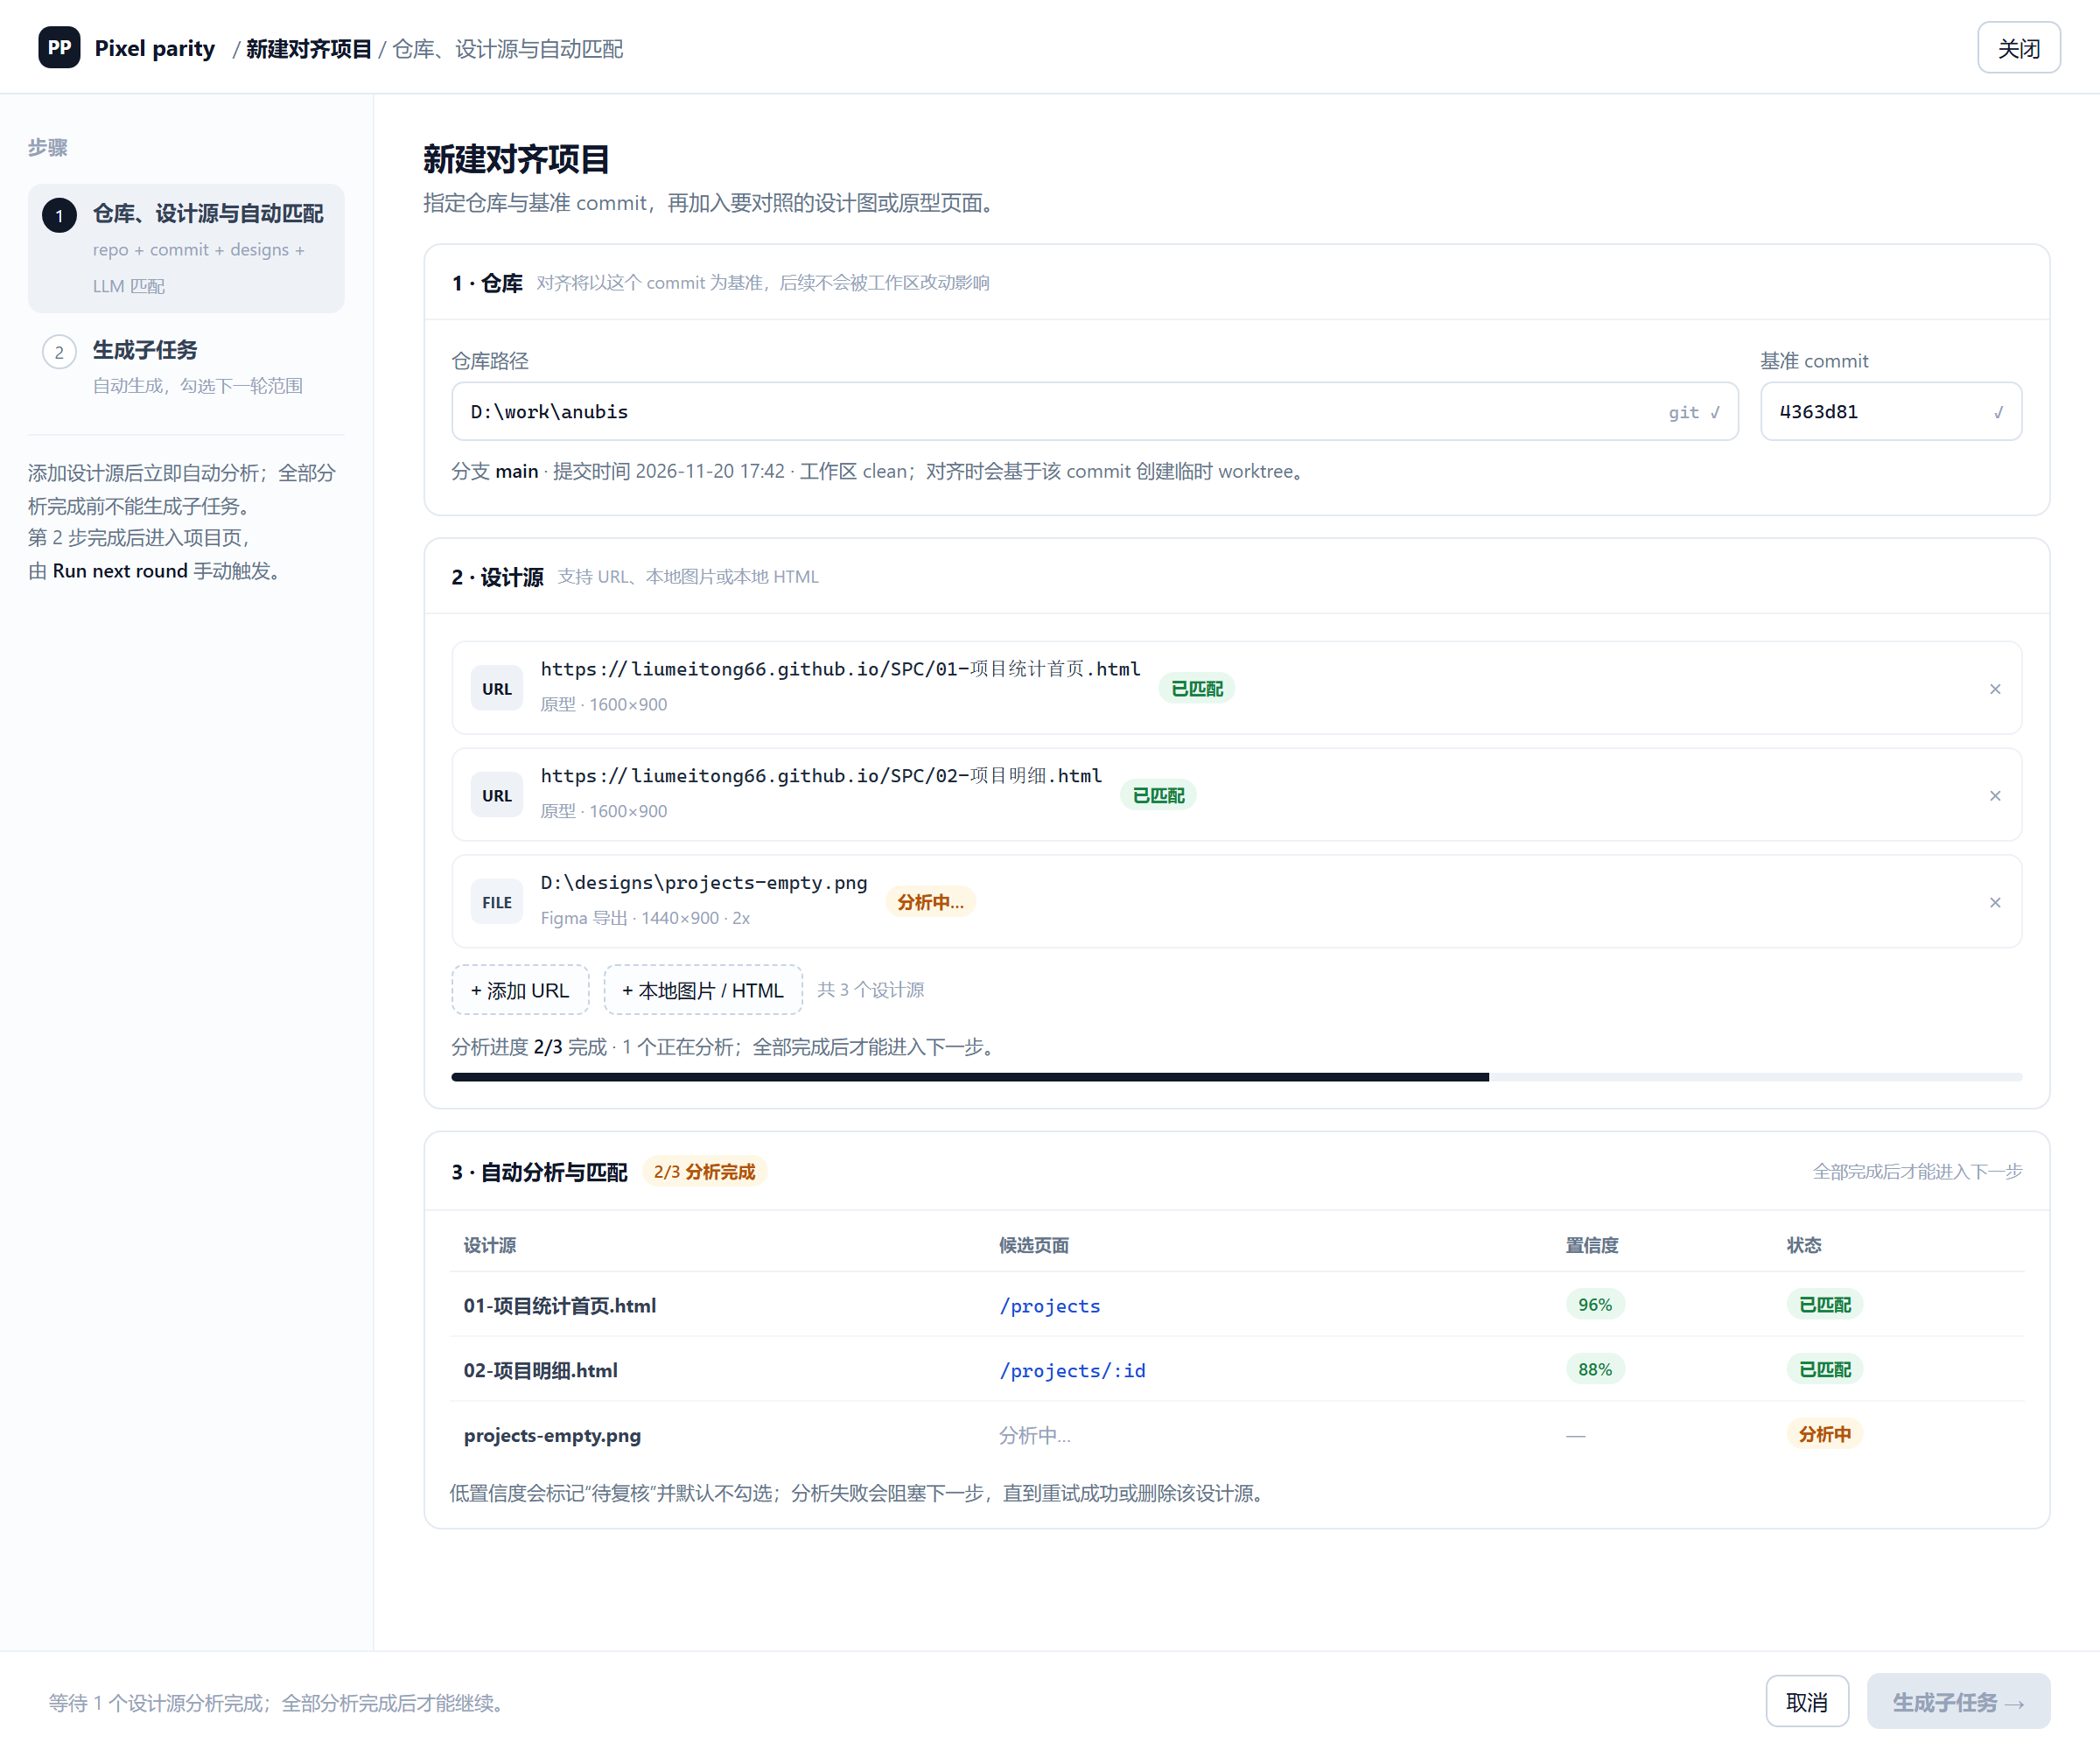 PP Pixel parity / 新建对齐项目 / 仓库、设计源与自动匹配
关闭
步骤
1 仓库、设计源与自动匹配
repo + commit + designs +
LLM 匹配
2 生成子任务
自动生成，勾选下一轮范围
添加设计源后立即自动分析；全部分
析完成前不能生成子任务。
第 2 步完成后进入项目页，
由 Run next round 手动触发。
新建对齐项目
指定仓库与基准 commit，再加入要对照的设计图或原型页面。
1 · 仓库 对齐将以这个 commit 为基准，后续不会被工作区改动影响
仓库路径
D:\work\anubis git ✓
基准 commit
4363d81 ✓
分支 main · 提交时间 2026-11-20 17:42 · 工作区 clean；对齐时会基于该 commit 创建临时 worktree。
2 · 设计源 支持 URL、本地图片或本地 HTML
URL https://liumeitong66.github.io/SPC/01-项目统计首页.html 已匹配 ×
原型 · 1600×900
URL https://liumeitong66.github.io/SPC/02-项目明细.html 已匹配 ×
原型 · 1600×900
FILE D:\designs\projects-empty.png 分析中... ×
Figma 导出 · 1440×900 · 2x
+ 添加 URL + 本地图片 / HTML 共 3 个设计源
分析进度 2/3 完成 · 1 个正在分析；全部完成后才能进入下一步。
3 · 自动分析与匹配 2/3 分析完成 全部完成后才能进入下一步
设计源 候选页面 置信度 状态
01-项目统计首页.html /projects 96% 已匹配
02-项目明细.html /projects/:id 88% 已匹配
projects-empty.png 分析中... — 分析中
低置信度会标记“待复核”并默认不勾选；分析失败会阻塞下一步，直到重试成功或删除该设计源。
等待 1 个设计源分析完成；全部分析完成后才能继续。
取消 生成子任务 →